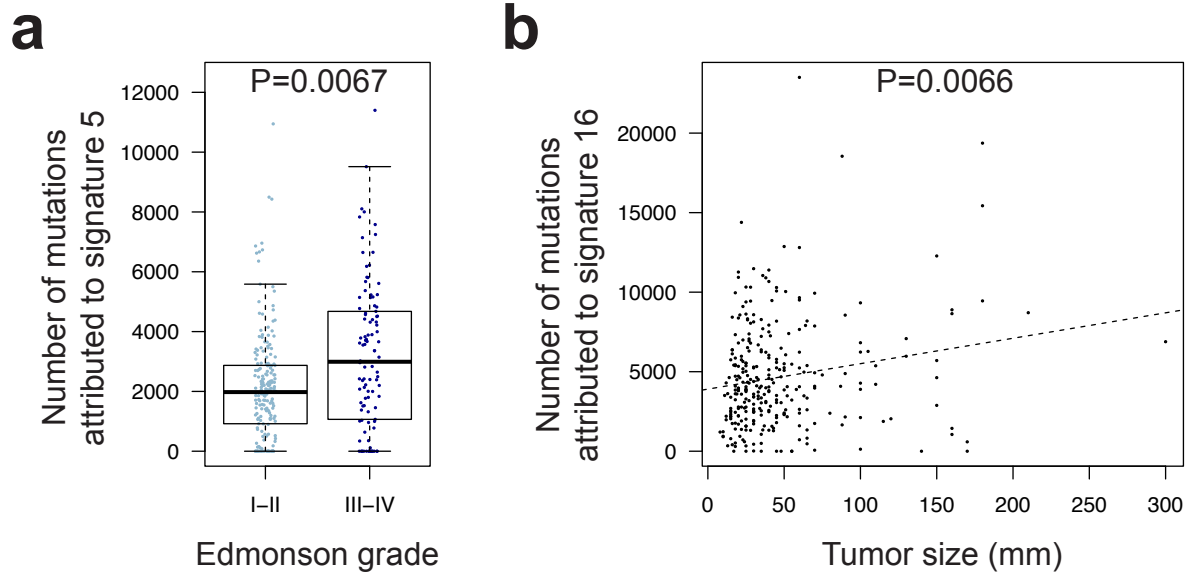 a
P=0.0067
Number of mutations
attributed to signature 5
12000
10000
8000
6000
4000
2000
0
I−II
III−IV
Edmonson grade
b
P=0.0066
Number of mutations
attributed to signature 16
20000
15000
10000
5000
0
0
50
100
150
200
250
300
Tumor size (mm)